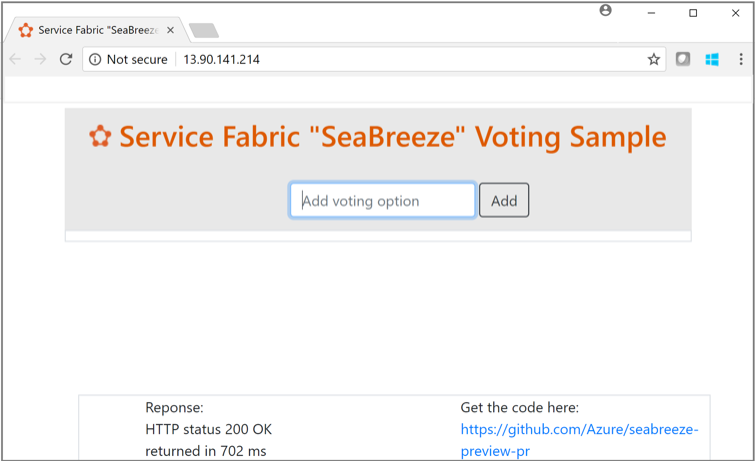 Service Fabric "SeaBreeze
Not secure
13.90.141.214
Service Fabric "SeaBreeze" Voting Sample
Add voting option
Add
Reponse:
HTTP status 200 OK
returned in 702 ms
Get the code here:
https://github.com/Azure/seabreeze-
preview-pr